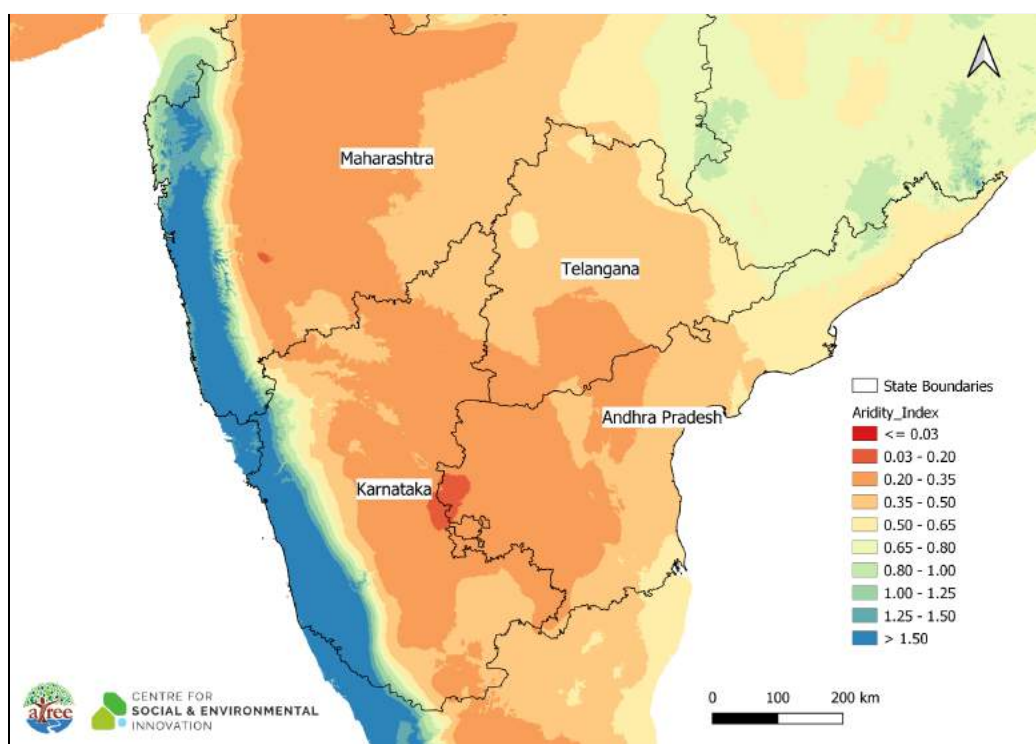 Maharashtra
Telangana
Andhra Pradesh
Karnataka
State Boundaries
Aridity_Index
<= 0.03
0.03 - 0.20
0.20 - 0.35
0.35 - 0.50
0.50 - 0.65
0.65 - 0.80
0.80 - 1.00
1.00 - 1.25
1.25 - 1.50
> 1.50
0 100 200 km
aTree
CENTRE FOR
SOCIAL & ENVIRONMENTAL
INNOVATION